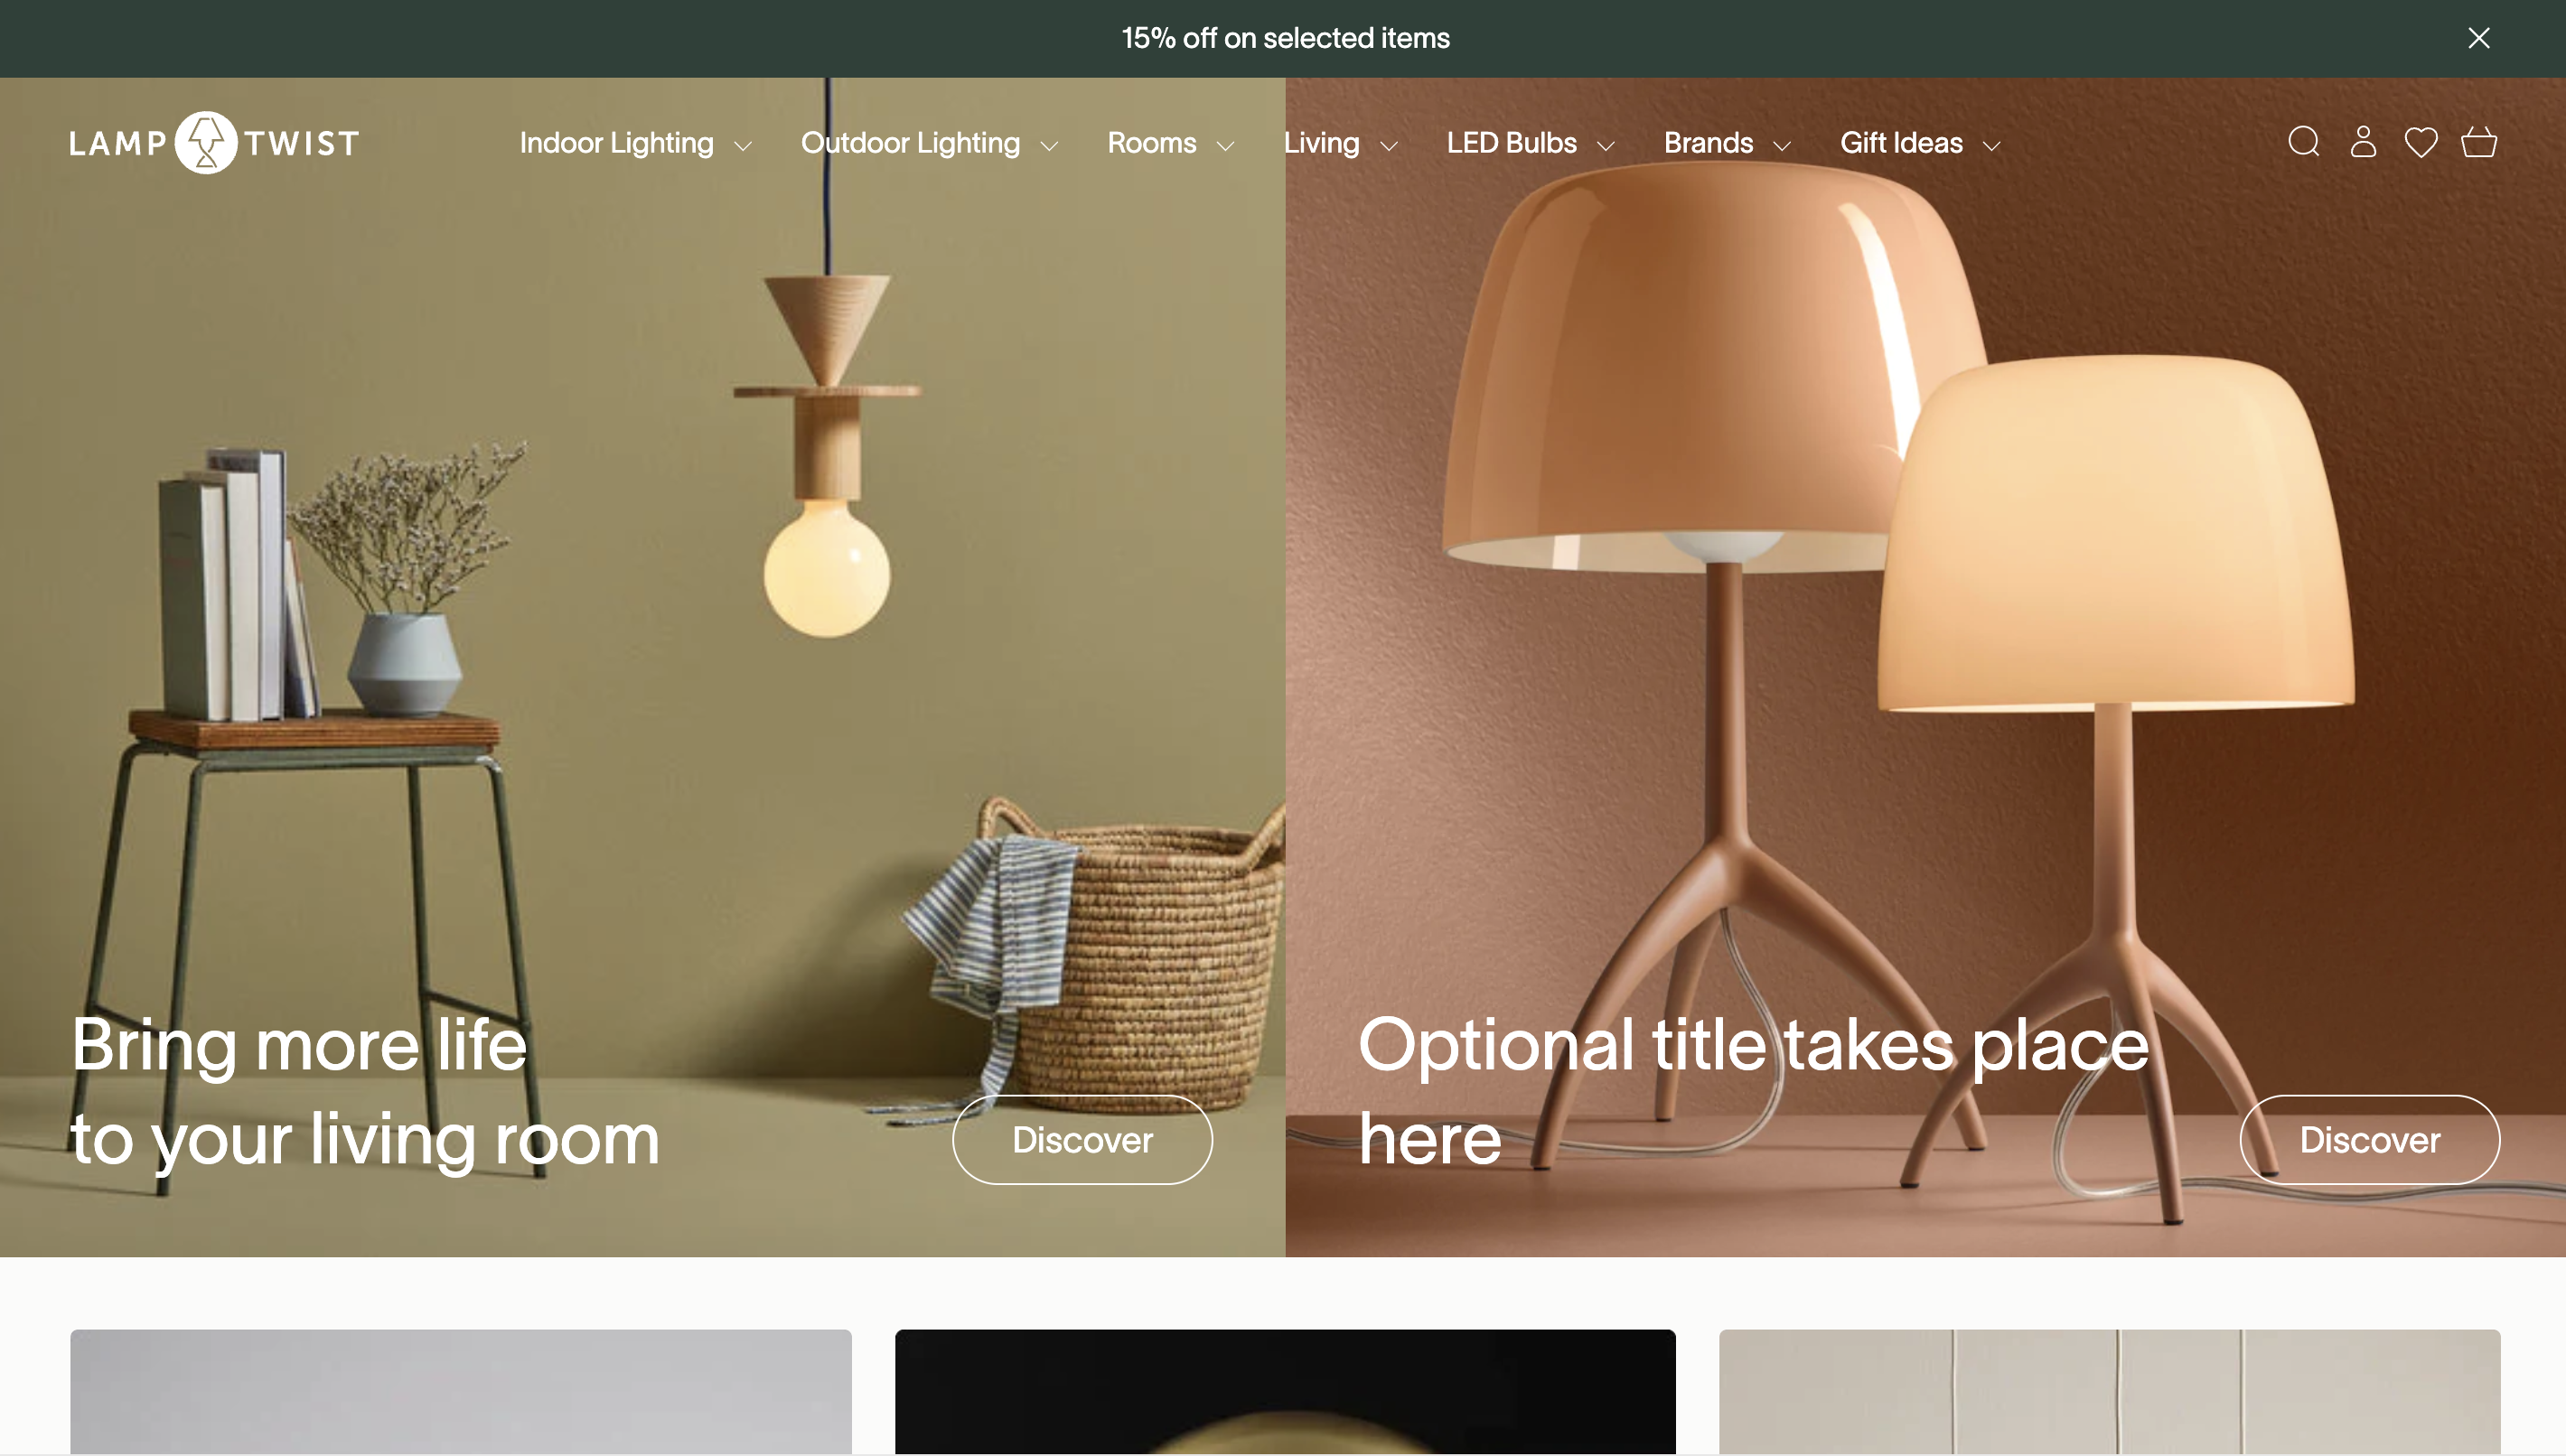 15% off on selected items
LAMP TWIST
Indoor Lighting
Outdoor Lighting
Rooms
Living
LED Bulbs
Brands
Gift Ideas
Bring more life
to your living room
Discover
Optional title takes place
here
Discover